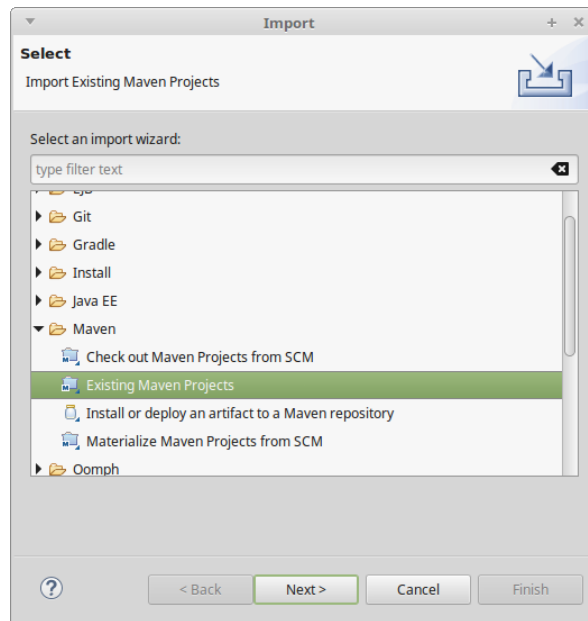 Import
Select
Import Existing Maven Projects
Select an import wizard:
type filter text
EJB
Git
Gradle
Install
Java EE
Maven
Check out Maven Projects from SCM
Existing Maven Projects
Install or deploy an artifact to a Maven repository
Materialize Maven Projects from SCM
Oomph
< Back
Next >
Cancel
Finish